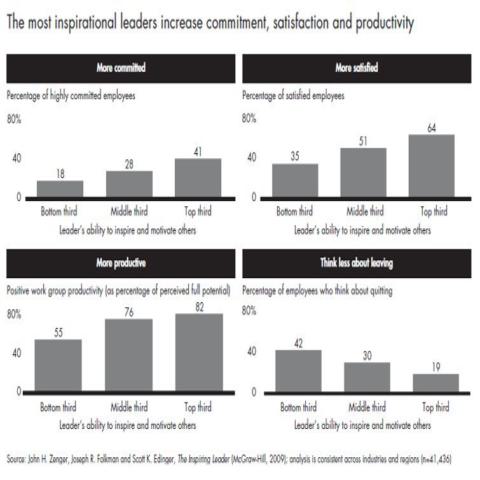 The most inspirational leaders increase commitment, satisfaction and productivity
More committed
Percentage of highly committed employees
80%
40
0
18
28
41
Bottom third Middle third Top third
Leader's ability to inspire and motivate others
More satisfied
Percentage of satisfied employees
80%
40
0
35
51
64
Bottom third Middle third Top third
Leader's ability to inspire and motivate others
More productive
Positive work group productivity (as percentage of perceived full potential)
80%
40
0
55
76
82
Bottom third Middle third Top third
Leader's ability to inspire and motivate others
Think less about leaving
Percentage of employees who think about quitting
80%
40
0
42
30
19
Bottom third Middle third Top third
Leader's ability to inspire and motivate others
Source: John H. Zenger, Joseph R. Folkman and Scott K. Edinger, The Inspiring Leader (McGraw-Hill, 2009); analysis is consistent across industries and regions (n=41,436)